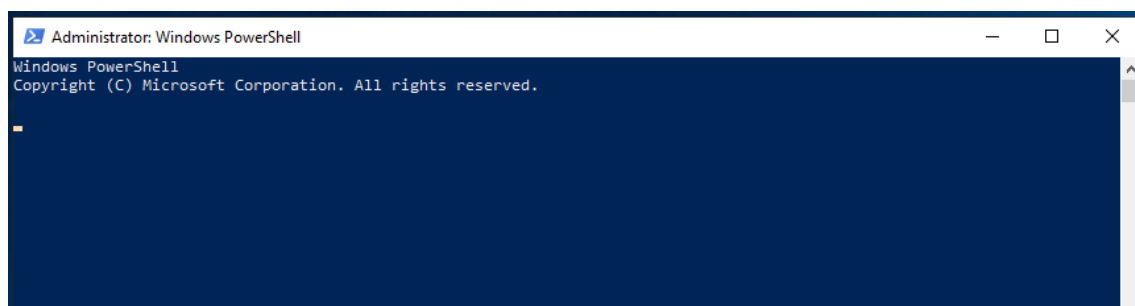 Administrator: Windows PowerShell
Windows PowerShell
Copyright (C) Microsoft Corporation. All rights reserved.